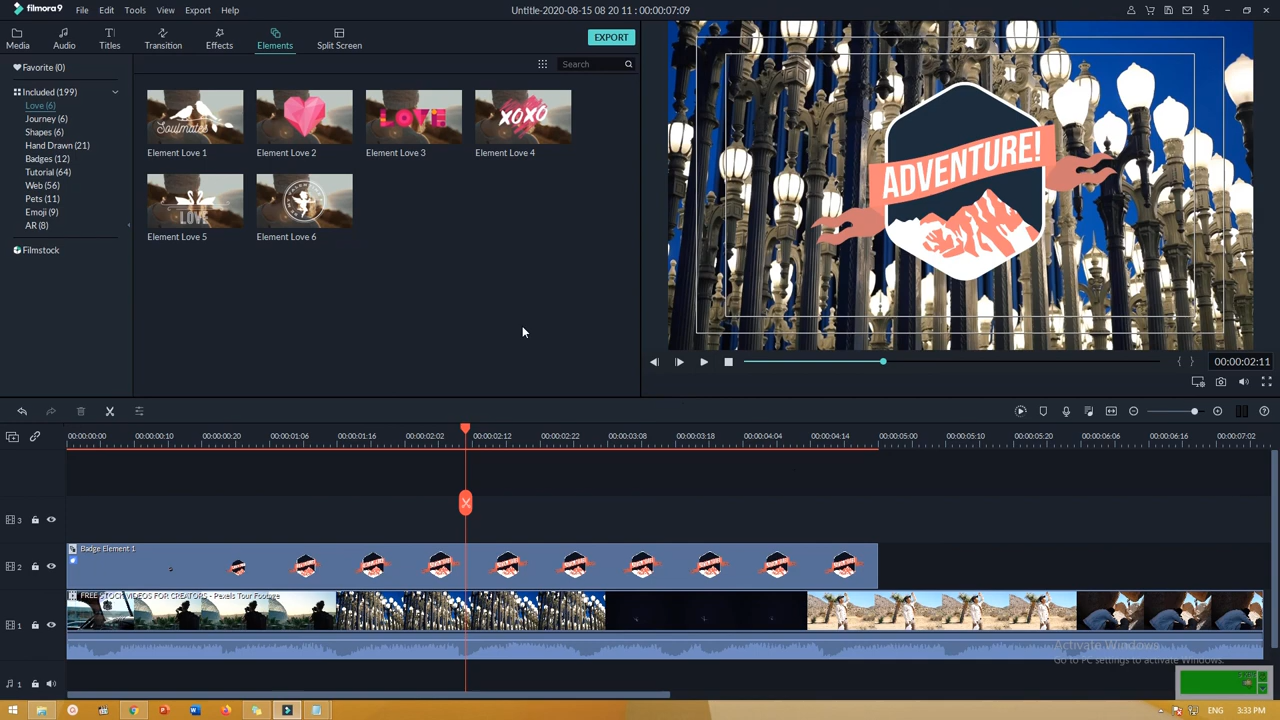 filmora9
File Edit Tools View Export Help
Untitle-2020-08-15 08 20 11 : 00:00:07:09
Media Audio Titles Transition Effects Elements Split Screen
EXPORT
Favorite (0)
Search
Included (199)
Love (6)
Journey (6)
Shapes (6)
Hand Drawn (21)
Badges (12)
Tutorial (64)
Web (56)
Pets (11)
Emoji (9)
AR (8)
Filmstock
Soulmates
LOVE
XOXO
Element Love 1 Element Love 2 Element Love 3 Element Love 4
LOVE
Element Love 5 Element Love 6
ADVENTURE!
00:00:02:11
00:00:00:00 00:00:00:10 00:00:00:20 00:00:01:06 00:00:01:16 00:00:02:02 00:00:02:12 00:00:02:22 00:00:03:08 00:00:03:18 00:00:04:04 00:00:04:14 00:00:05:00 00:00:05:10 00:00:05:20 00:00:06:06 00:00:06:16 00:00:07:02
3
2
Badge Element 1
1
FREE STOCK VIDEOS FOR CREATORS - Pexels Tour Footage
1
Activate Windows
Go to PC settings to activate Windows.
ENG 3:33 PM